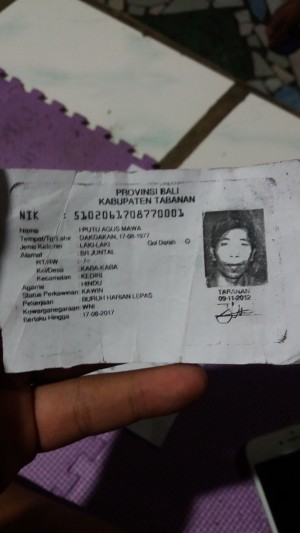 PROVINSI BALI
KABUPATEN TABANAN
NIK : 5102061708770001
Nama : I PUTU AGUS MAWA
Tempat/Tgl Lahir : DAKDAKAN, 17-08-1977
Jenis Kelamin : LAKI-LAKI Gol Darah O
Alamat : BR.JUNTAL
RT/RW : -/-
Kel/Desa : KABA-KABA
Kecamatan : KEDIRI
Agama : HINDU
Status Perkawinan : KAWIN
Pekerjaan : BURUH HARIAN LEPAS
Kewarganegaraan : WNI
Berlaku Hingga : 17-08-2017
TABANAN
09-11-2012